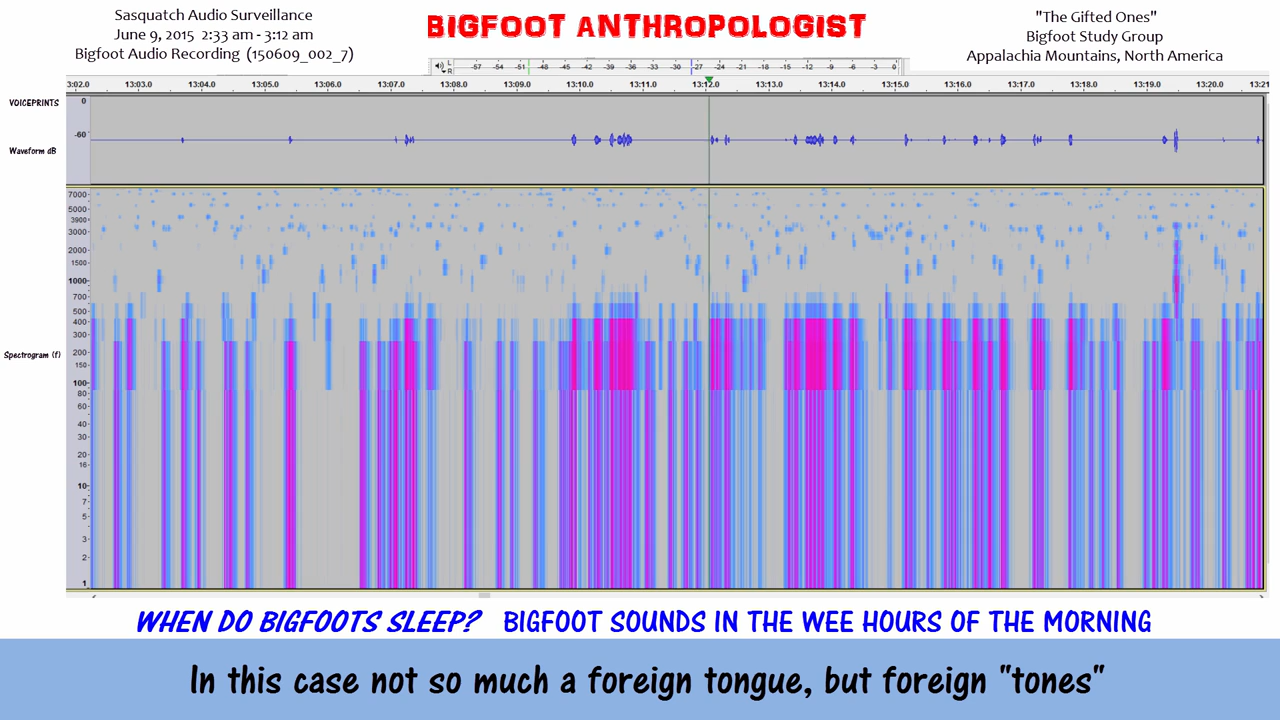 Sasquatch Audio Surveillance
June 9, 2015 2:33 am - 3:12 am
Bigfoot Audio Recording (150609_002_7)
BIGFOOT ANTHROPOLOGIST
"The Gifted Ones"
Bigfoot Study Group
Appalachia Mountains, North America
L
R
-57 -54 -51 -48 -45 -42 -39 -36 -33 -30 -27 -24 -21 -18 -15 -12 -9 -6 -3 0
3:02.0 13:03.0 13:04.0 13:05.0 13:06.0 13:07.0 13:08.0 13:09.0 13:10.0 13:11.0 13:12.0 13:13.0 13:14.0 13:15.0 13:16.0 13:17.0 13:18.0 13:19.0 13:20.0 13:21
VOICEPRINTS
0
-60
Waveform dB
7000
5000
3900
3000
2000
1500
1000
700
500
400
300
200
150
100
80
60
40
30
20
16
10
7
5
3
2
1
Spectrogram (f)
WHEN DO BIGFOOTS SLEEP? BIGFOOT SOUNDS IN THE WEE HOURS OF THE MORNING
In this case not so much a foreign tongue, but foreign "tones"